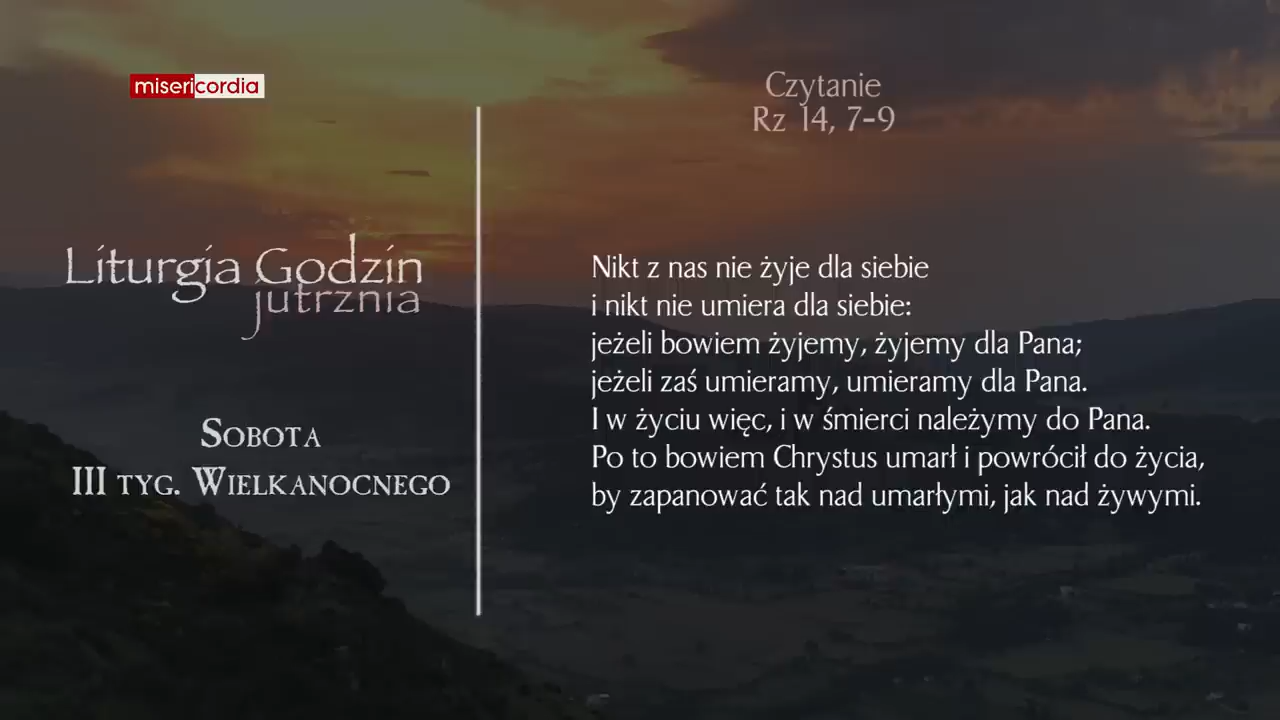 misericordia
Liturgia Godzin
jutrznia
Sobota
III tyg. Wielkanocnego
Czytanie
Rz 14, 7-9
Nikt z nas nie żyje dla siebie
i nikt nie umiera dla siebie:
jeżeli bowiem żyjemy, żyjemy dla Pana;
jeżeli zaś umieramy, umieramy dla Pana.
I w życiu więc, i w śmierci należymy do Pana.
Po to bowiem Chrystus umarł i powrócił do życia,
by zapanować tak nad umarłymi, jak nad żywymi.